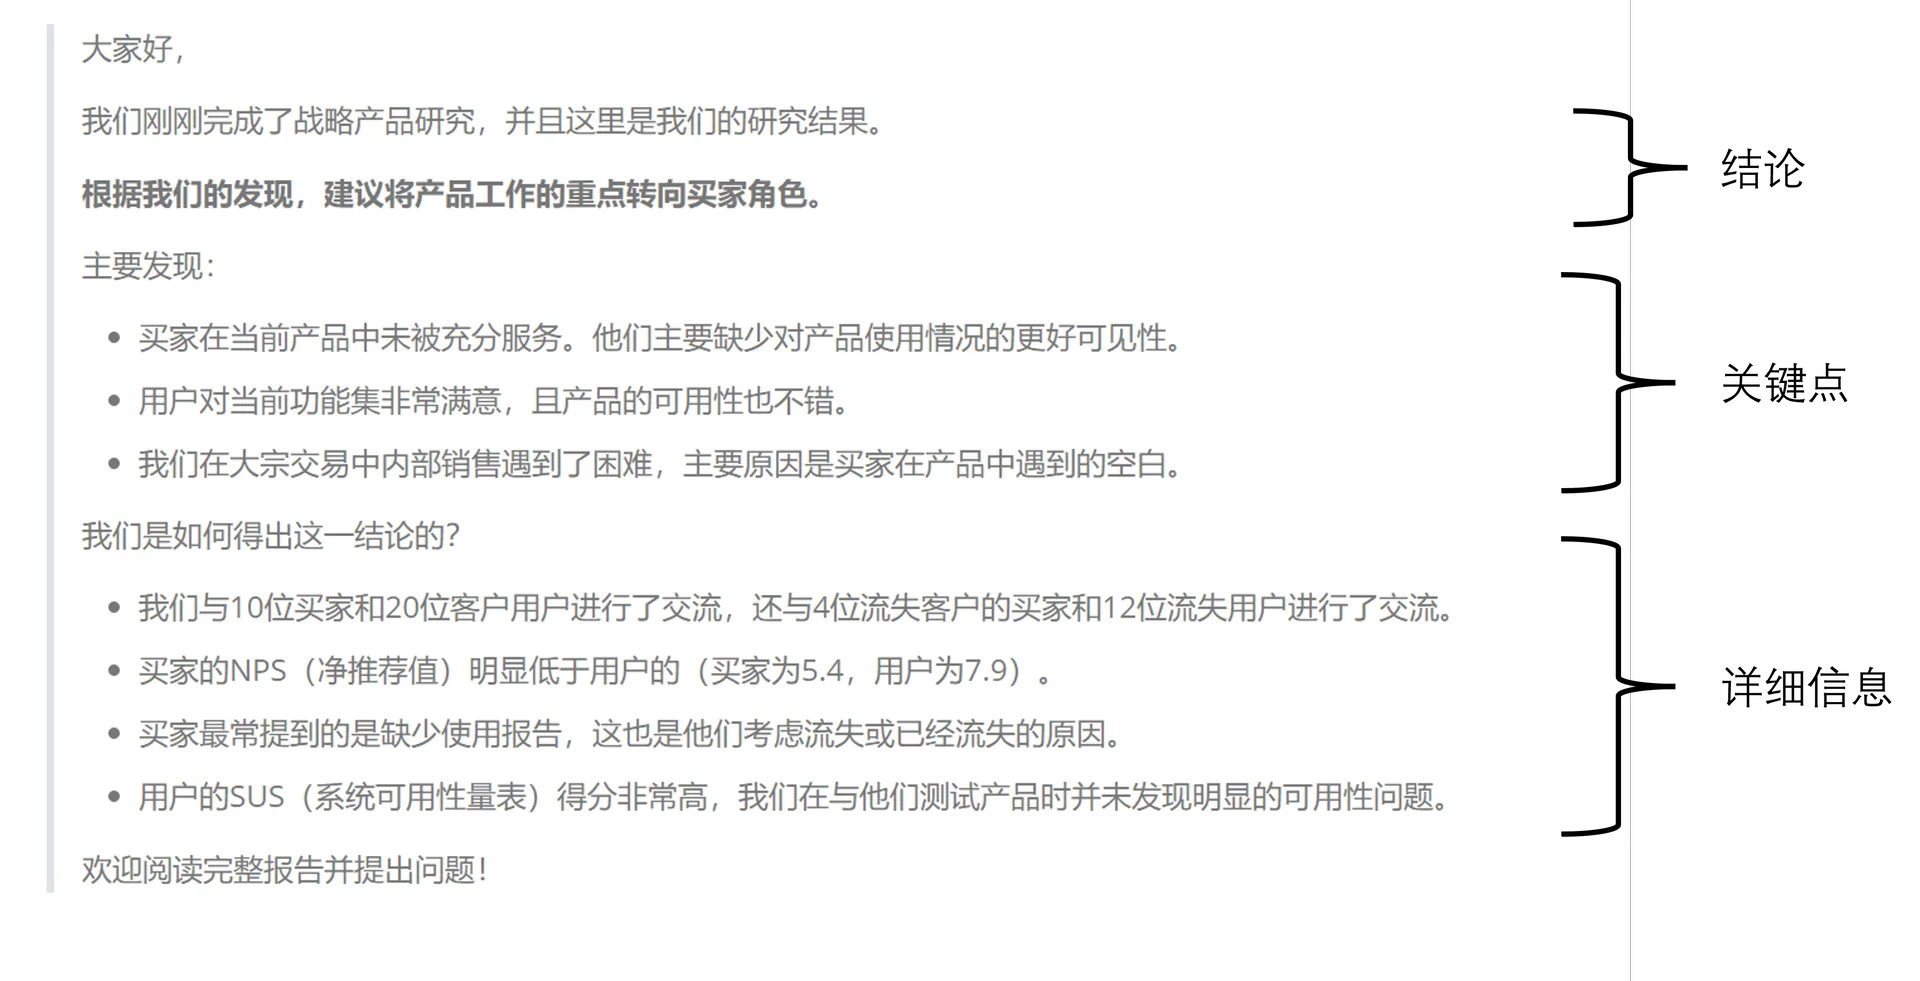 大家好，
我们刚刚完成了战略产品研究，并且这里是我们的研究结果。
根据我们的发现，建议将产品工作的重点转向买家角色。
结论
主要发现：
• 买家在当前产品中未被充分服务。他们主要缺少对产品使用情况的更好可见性。
• 用户对当前功能集非常满意，且产品的可用性也不错。
• 我们在大宗交易中内部销售遇到了困难，主要原因是买家在产品中遇到的空白。
关键点
我们是如何得出这一结论的？
• 我们与10位买家和20位客户用户进行了交流，还与4位流失客户的买家和12位流失用户进行了交流。
• 买家的NPS（净推荐值）明显低于用户的（买家为5.4，用户为7.9）。
• 买家最常提到的是缺少使用报告，这也是他们考虑流失或已经流失的原因。
• 用户的SUS（系统可用性量表）得分非常高，我们在与他们测试产品时并未发现明显的可用性问题。
详细信息
欢迎阅读完整报告并提出问题！